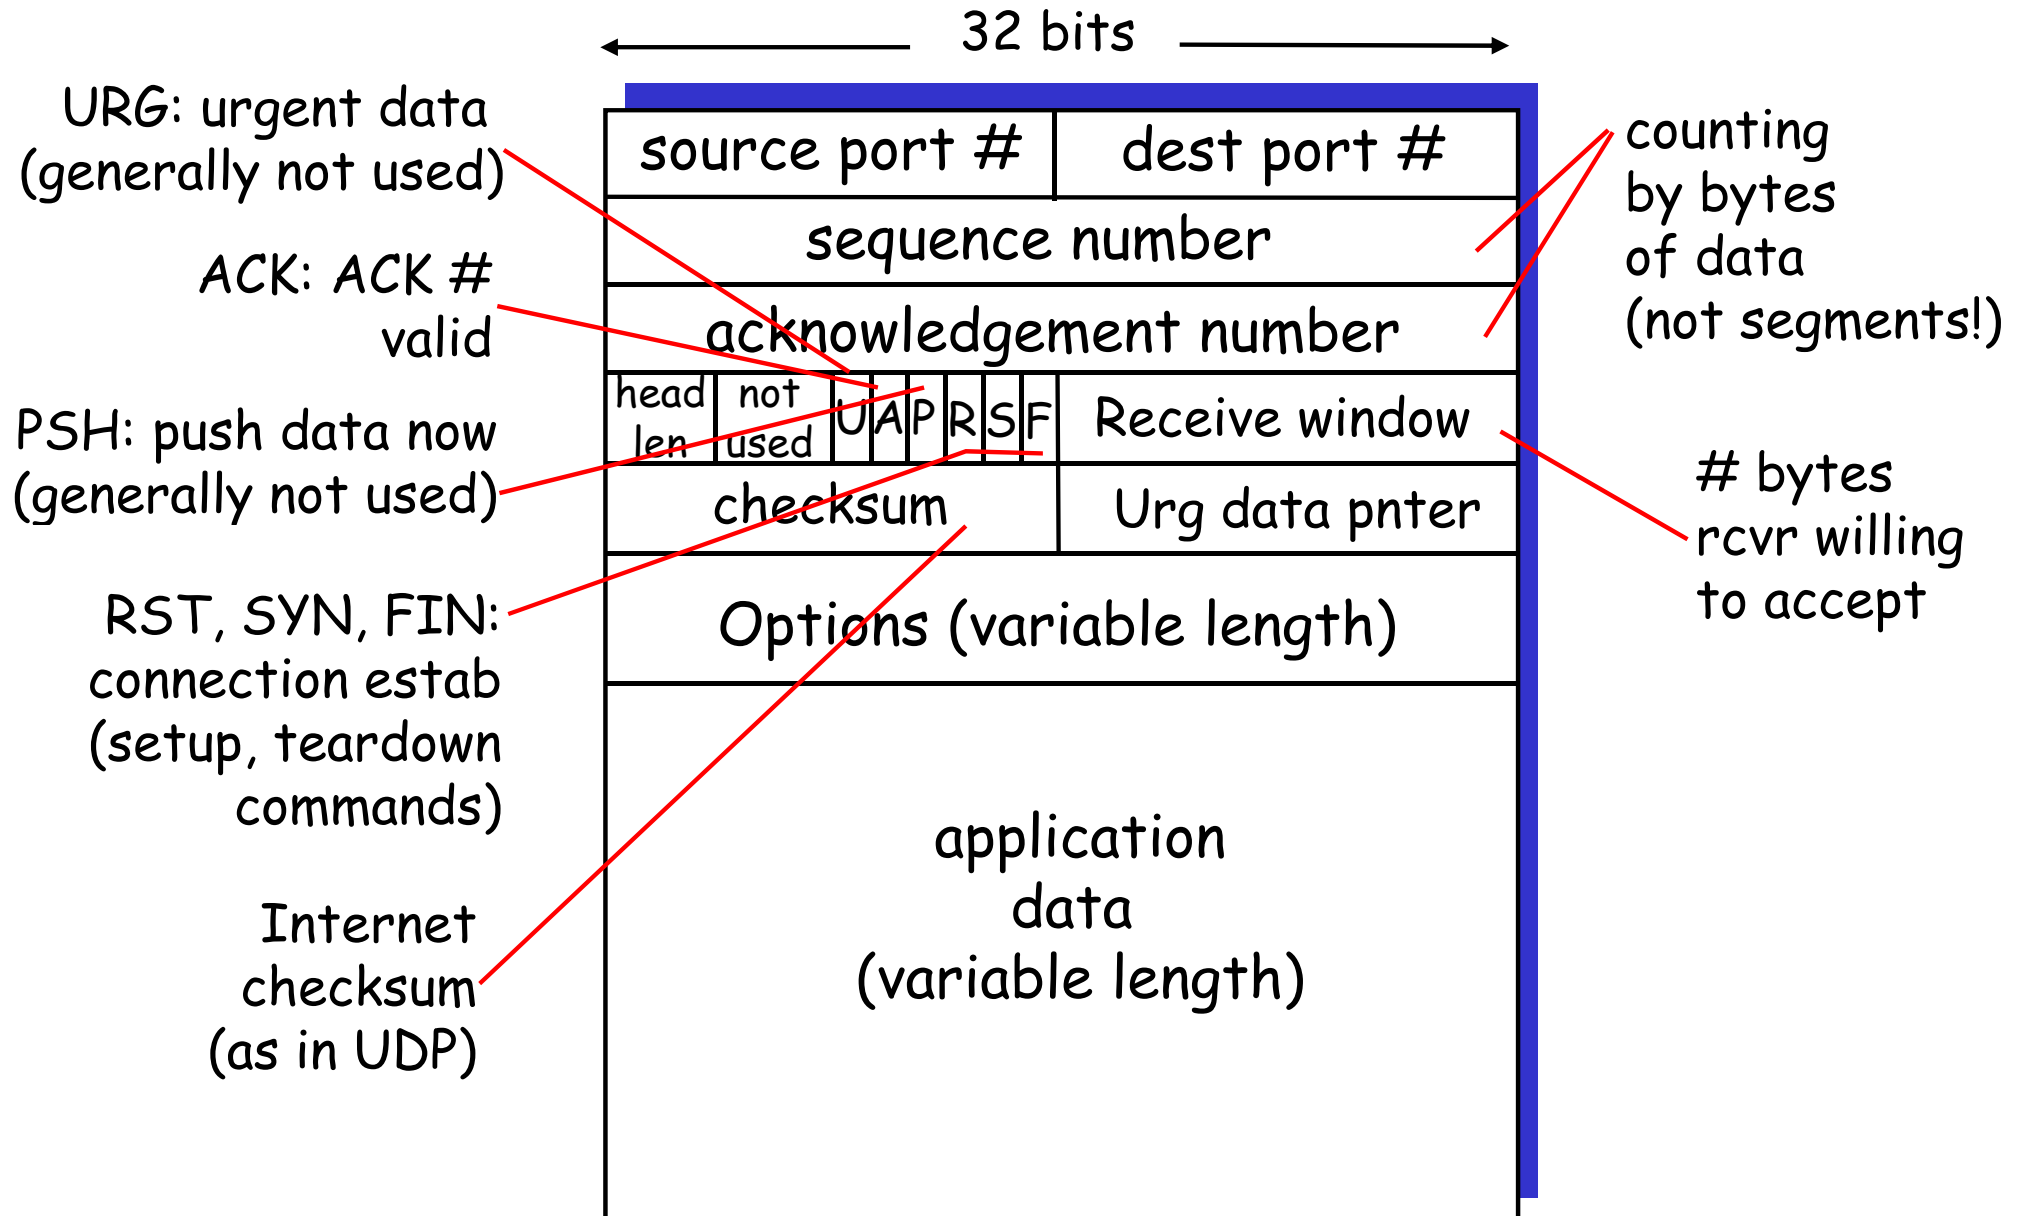 32 bits
URG: urgent data
(generally not used)
ACK: ACK #
valid
PSH: push data now
(generally not used)
RST, SYN, FIN:
connection estab
(setup, teardown
commands)
Internet
checksum
(as in UDP)
source port #
dest port #
sequence number
acknowledgement number
head
len
not
used
U
A
P
R
S
F
Receive window
checksum
Urg data pnter
Options (variable length)
application
data
(variable length)
counting
by bytes
of data
(not segments!)
# bytes
rcvr willing
to accept